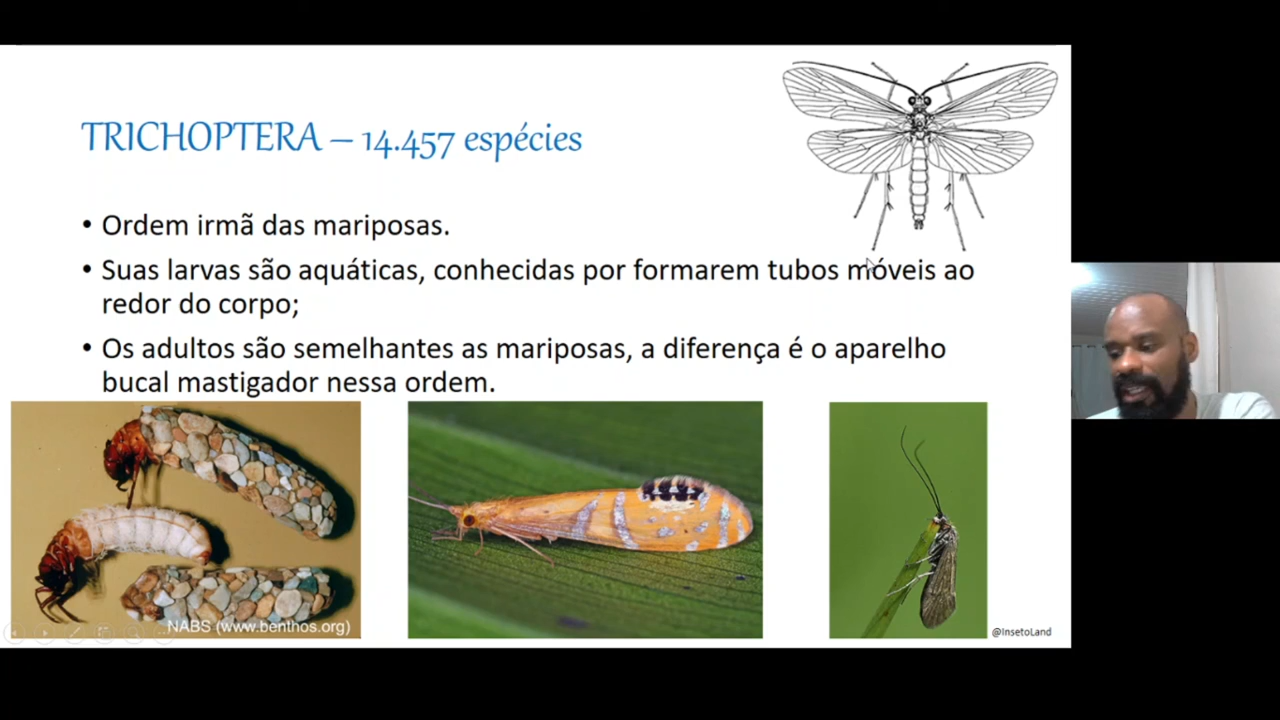 TRICHOPTERA – 14.457 espécies
• Ordem irmã das mariposas.
• Suas larvas são aquáticas, conhecidas por formarem tubos móveis ao
redor do corpo;
• Os adultos são semelhantes as mariposas, a diferença é o aparelho
bucal mastigador nessa ordem.
NABS (www.benthos.org)
@InsetoLand